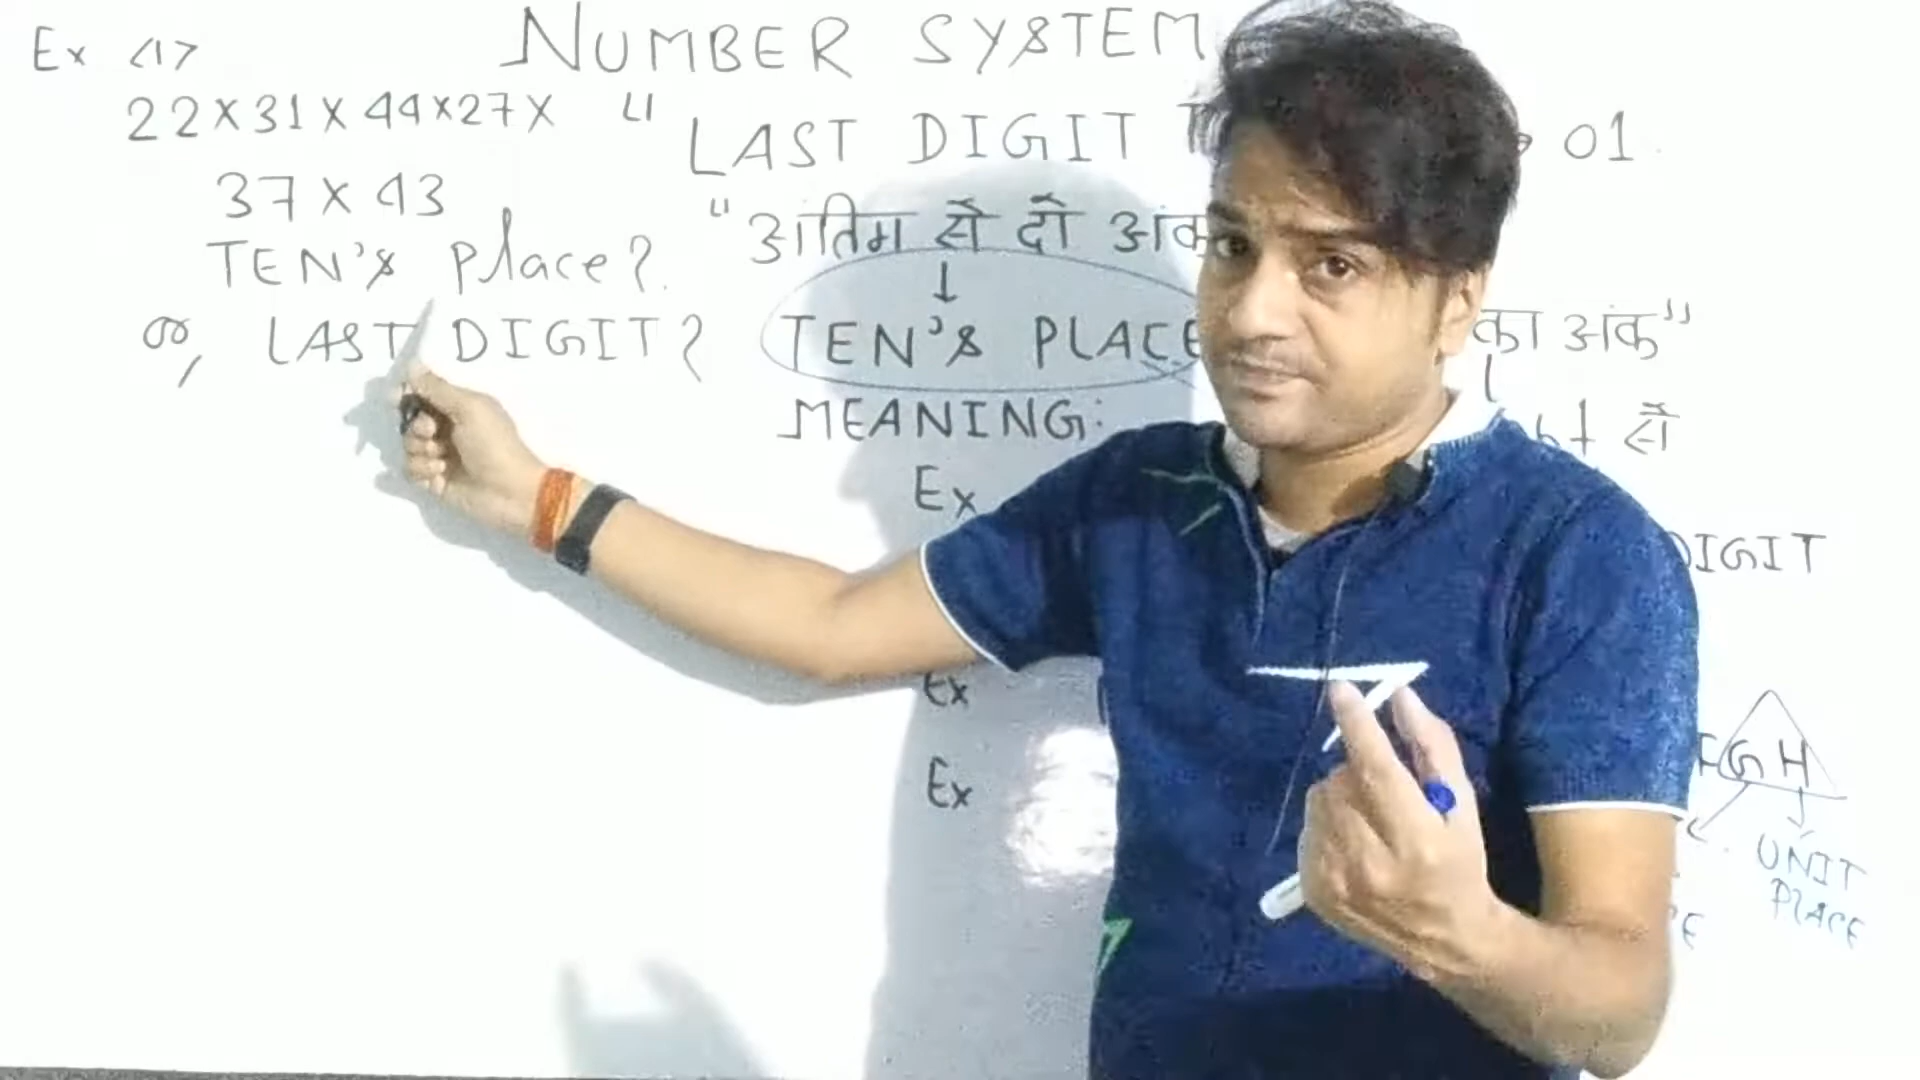 Ex <1>
22 x 31 x 44 x 27 x
37 x 43
TEN's Place?
or, LAST DIGIT?
NUMBER SYSTEM
"LAST DIGIT 01
"अंतिम से दो अंक
का अंक"
↓
TEN's PLACE
MEANING:
Ex
DIGIT
Ex
Ex
GH
UNIT
PLACE